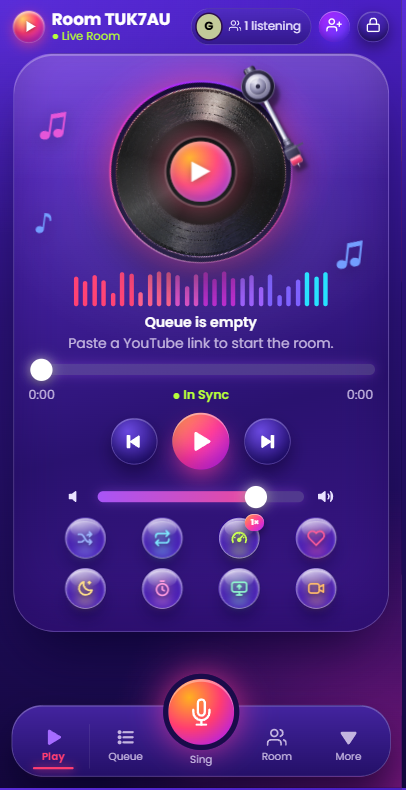 Room TUK7AU
Live Room
G
1 listening
Queue is empty
Paste a YouTube link to start the room.
0:00
In Sync
0:00
1x
Play
Queue
Sing
Room
More